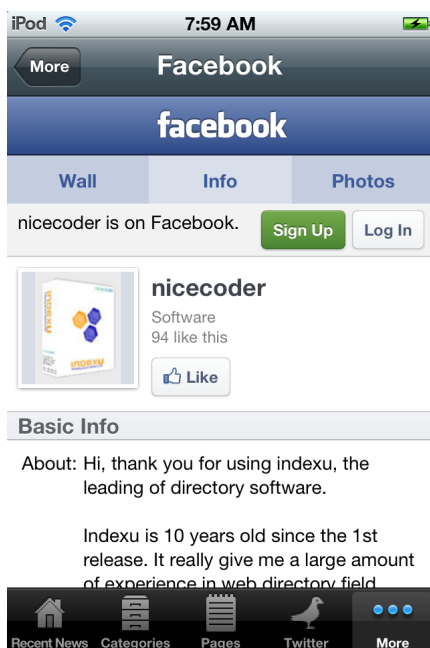 iPod 7:59 AM
More Facebook
facebook
Wall Info Photos
nicecoder is on Facebook. Sign Up Log In
nicecoder
Software
94 like this
INDEXU
INDEXU
Like
Basic Info
About: Hi, thank you for using indexu, the
leading of directory software.
Indexu is 10 years old since the 1st
release. It really give me a large amount
of experience in web directory field
Recent News Categories Pages Twitter More